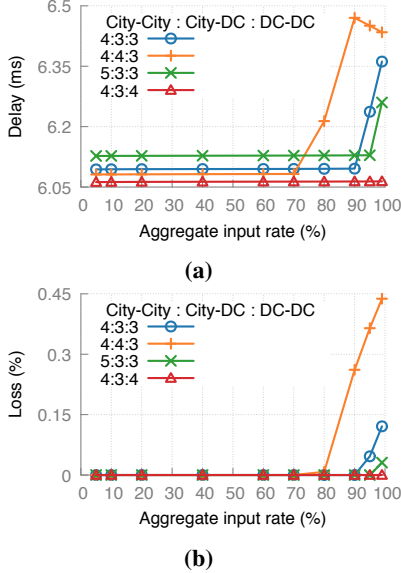 City-City : City-DC : DC-DC
4:3:3
4:4:3
5:3:3
4:3:4
Delay (ms)
6.5
6.35
6.2
6.05
0 10 20 30 40 50 60 70 80 90 100
Aggregate input rate (%)
(a)
City-City : City-DC : DC-DC
4:3:3
4:4:3
5:3:3
4:3:4
Loss (%)
0.45
0.3
0.15
0
0 10 20 30 40 50 60 70 80 90 100
Aggregate input rate (%)
(b)